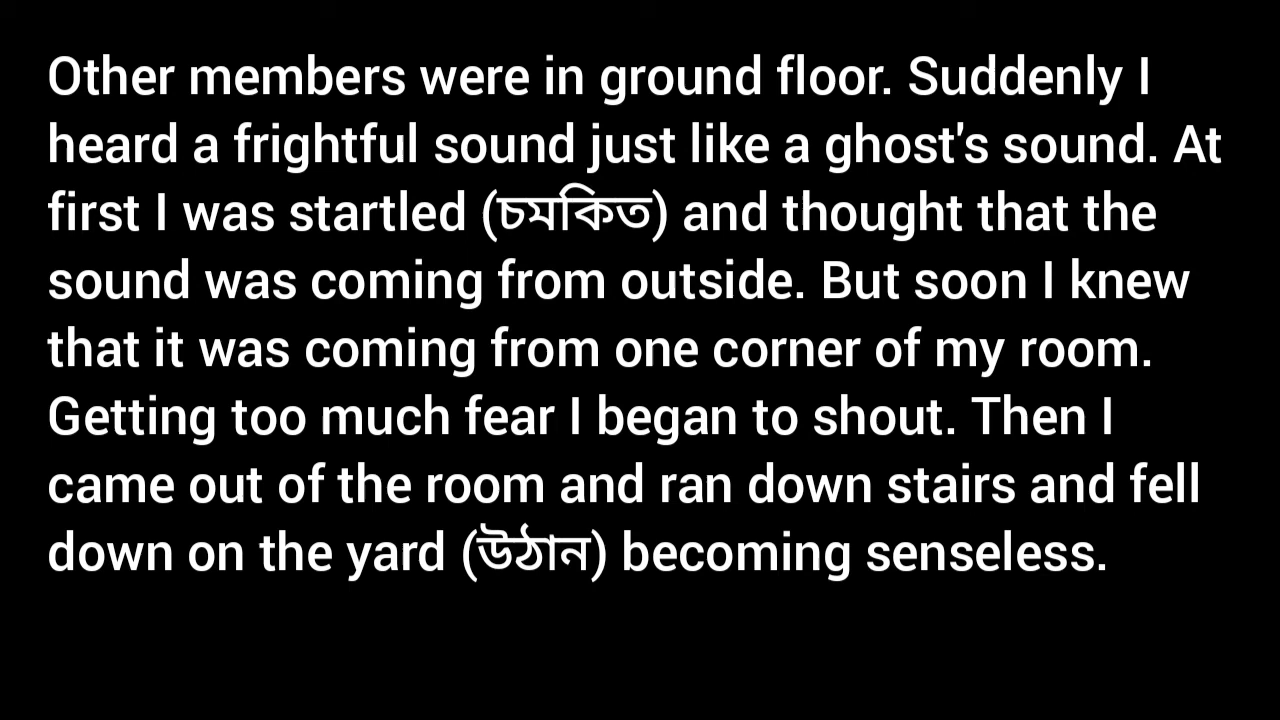 Other members were in ground floor. Suddenly I
heard a frightful sound just like a ghost's sound. At
first I was startled (চমকিত) and thought that the
sound was coming from outside. But soon I knew
that it was coming from one corner of my room.
Getting too much fear I began to shout. Then I
came out of the room and ran down stairs and fell
down on the yard (উঠান) becoming senseless.